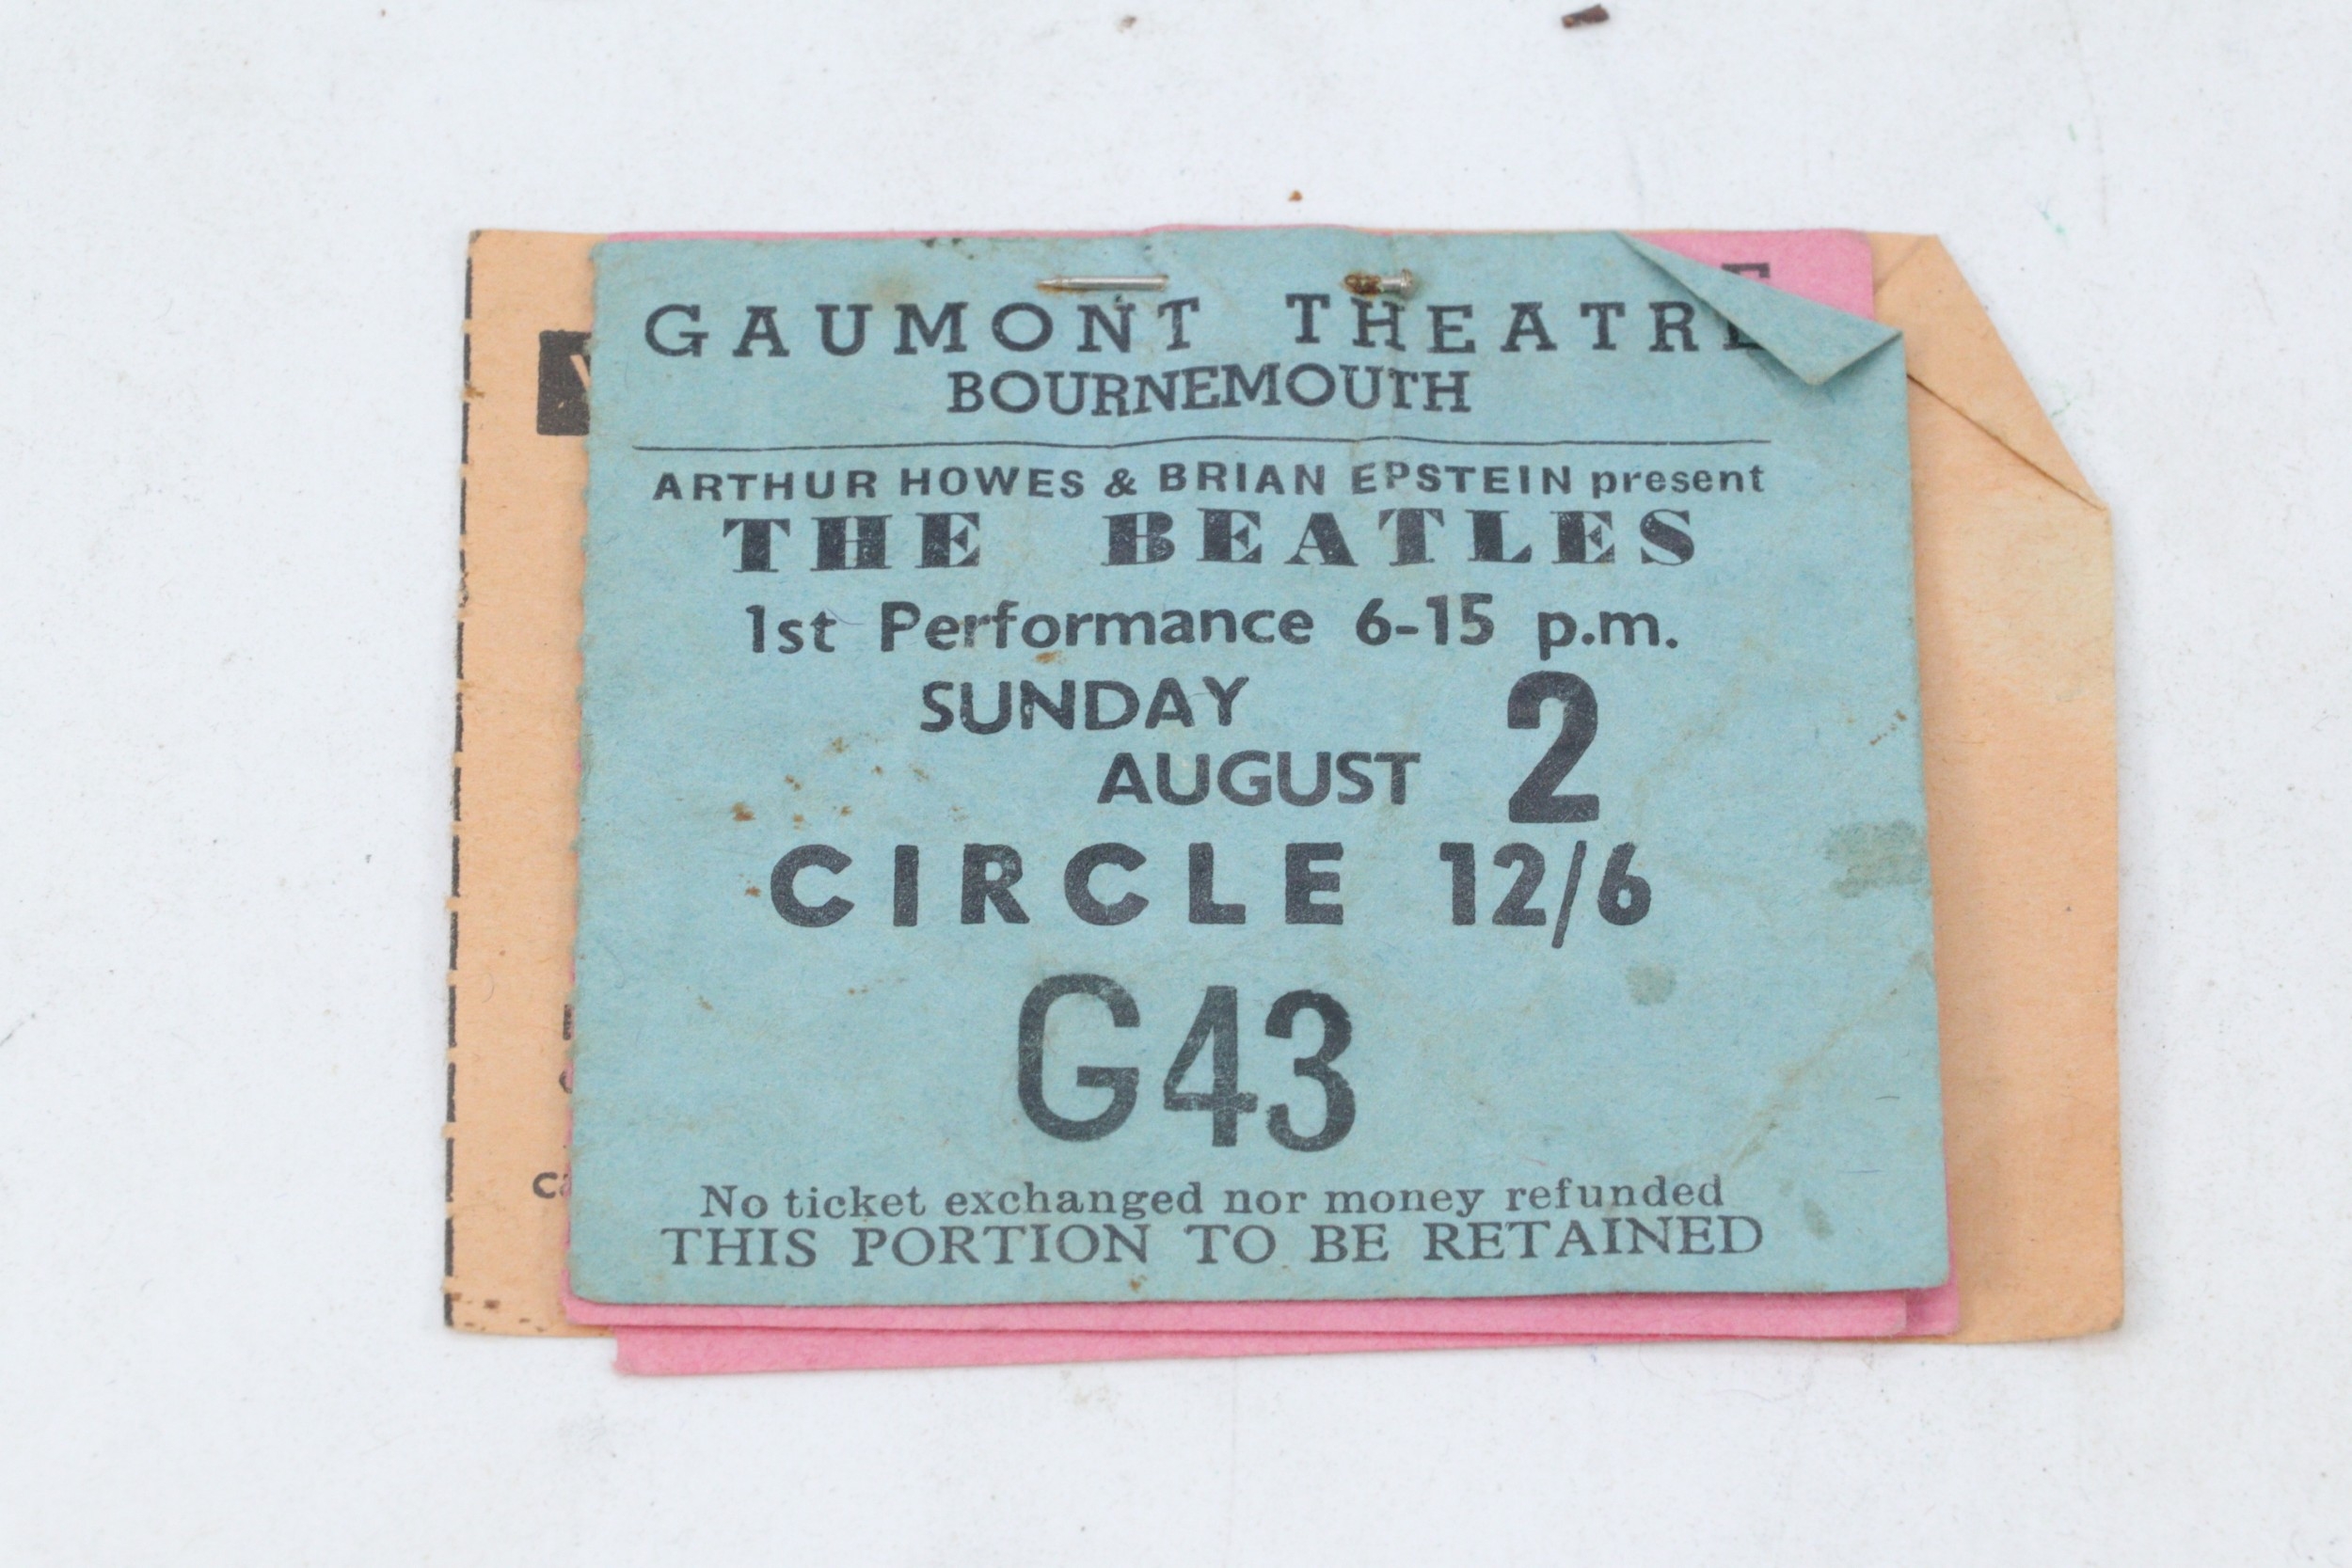 GAUMONT THEATRE
BOURNEMOUTH
ARTHUR HOWES & BRIAN EPSTEIN present
THE BEATLES
1st Performance 6-15 p.m.
SUNDAY
AUGUST 2
CIRCLE 12/6
G43
No ticket exchanged nor money refunded
THIS PORTION TO BE RETAINED